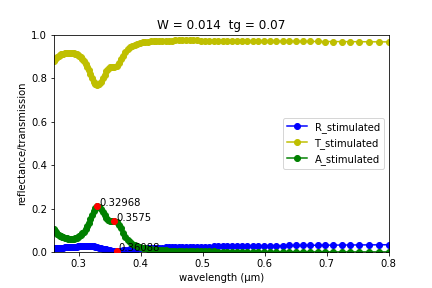 W = 0.014 tg = 0.07
reflectance/transmission
1.0
0.8
0.6
0.4
0.2
0.0
R_stimulated
T_stimulated
A_stimulated
0.32968
0.3575
0.3 0.4 0.5 0.6 0.7 0.8
wavelength (μm)